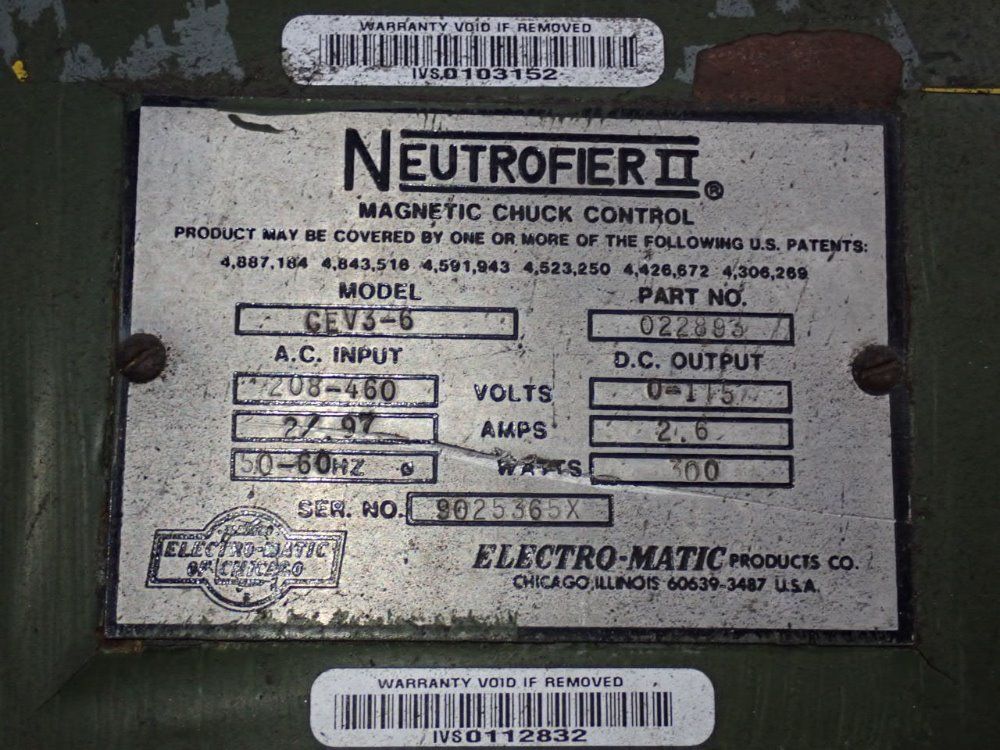 WARRANTY VOID IF REMOVED
IVS0103152
NEUTROFIER II ®
MAGNETIC CHUCK CONTROL
PRODUCT MAY BE COVERED BY ONE OR MORE OF THE FOLLOWING U.S. PATENTS:
4,887,184 4,843,516 4,591,943 4,523,250 4,426,672 4,306,269
MODEL PART NO.
CEV3-6 022893
A.C. INPUT D.C. OUTPUT
208-460 VOLTS 0-115
2/.97 AMPS 2.6
50-60HZ WATTS 300
SER. NO. 9025365X
ELECTRO-MATIC
OF CHICAGO
ELECTRO-MATIC PRODUCTS CO.
CHICAGO, ILLINOIS 60639-3487 U.S.A.
WARRANTY VOID IF REMOVED
IVS0112832